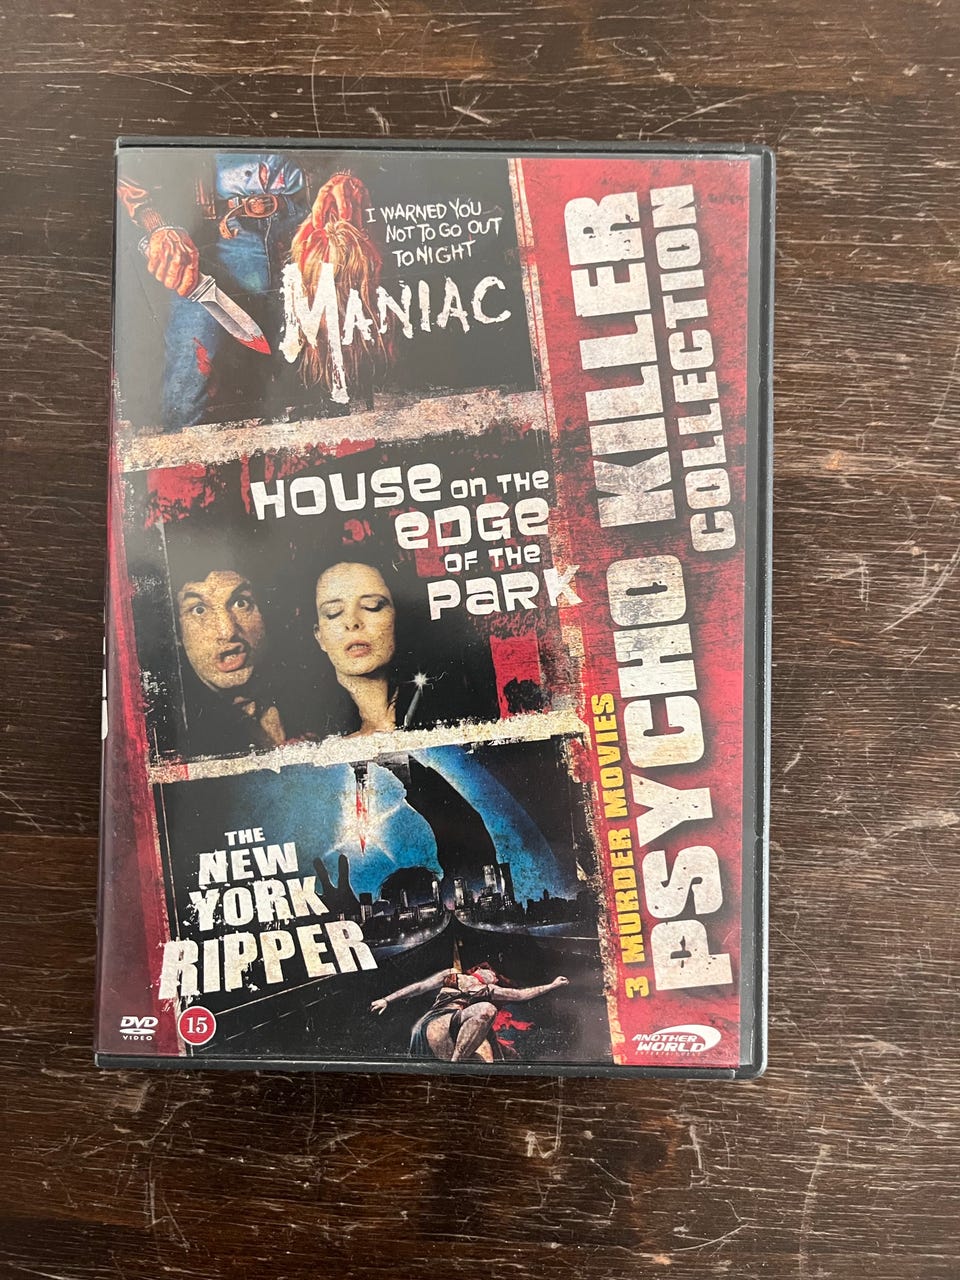 I WARNED YOU
NOT TO GO OUT
TONIGHT
MANIAC
HOUSE ON THE
EDGE
OF THE
PARK
THE
NEW
YORK
RIPPER
3 MURDER MOVIES
PSYCHO KILLER
COLLECTION
DVD
VIDEO
15
ANOTHER
WORLD
ENTERTAINMENT